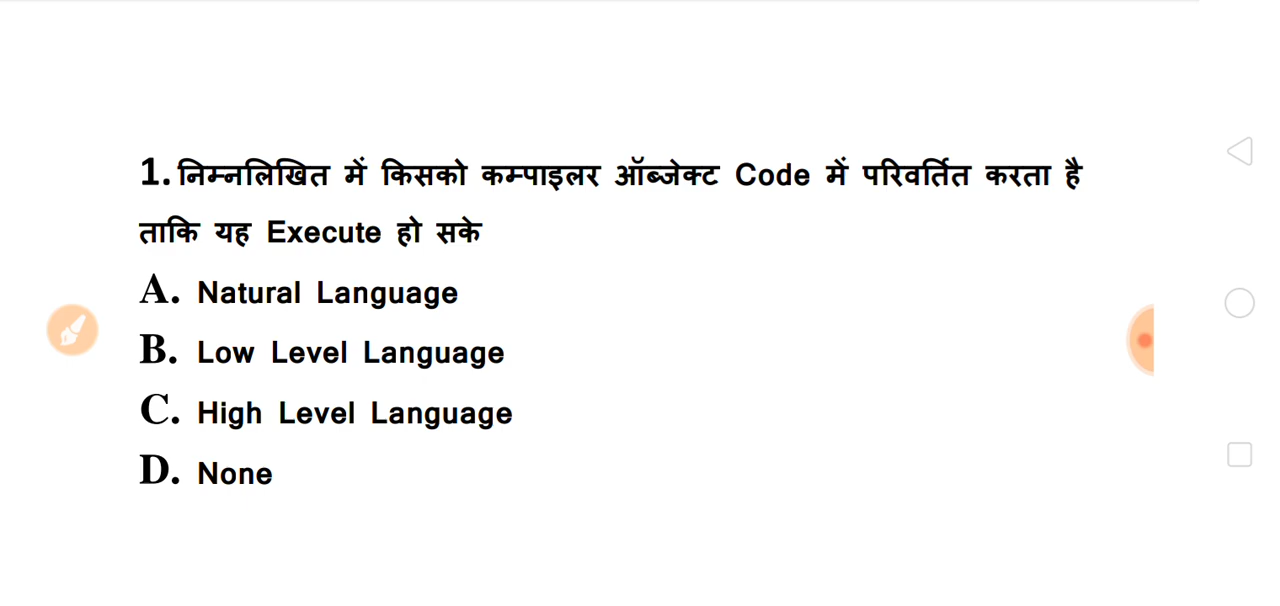 1. निम्नलिखित में किसको कम्पाइलर ऑब्जेक्ट Code में परिवर्तित करता है
ताकि यह Execute हो सके
A. Natural Language
B. Low Level Language
C. High Level Language
D. None